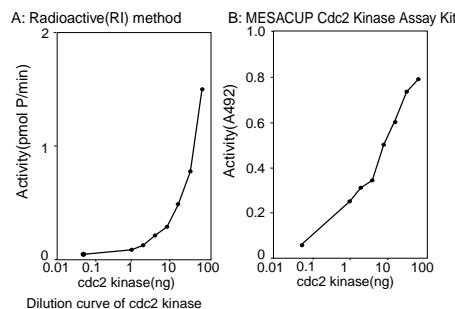 A: Radioactive(RI) method
2
1
0
Activity(pmol P/min)
0.01 0.1 1 10 100
cdc2 kinase(ng)
Dilution curve of cdc2 kinase
B: MESACUP Cdc2 Kinase Assay Kit
1.0
0.8
0.6
0.4
0.2
0
Activity(A492)
0.01 0.1 1 10 100
cdc2 kinase(ng)